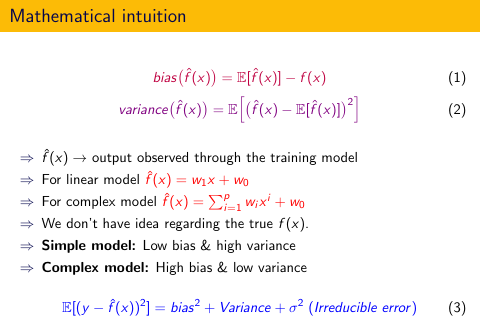 Mathematical intuition
bias(f̂(x)) = 𝔼[f̂(x)] − f(x) (1)
variance(f̂(x)) = 𝔼[(f̂(x) − 𝔼[f̂(x)])²] (2)
⇒ f̂(x) → output observed through the training model
⇒ For linear model f̂(x) = w₁x + w₀
⇒ For complex model f̂(x) = ∑ᵖᵢ₌₁ wᵢxⁱ + w₀
⇒ We don't have idea regarding the true f(x).
⇒ Simple model: Low bias & high variance
⇒ Complex model: High bias & low variance
𝔼[(y − f̂(x))²] = bias² + Variance + σ² (Irreducible error) (3)